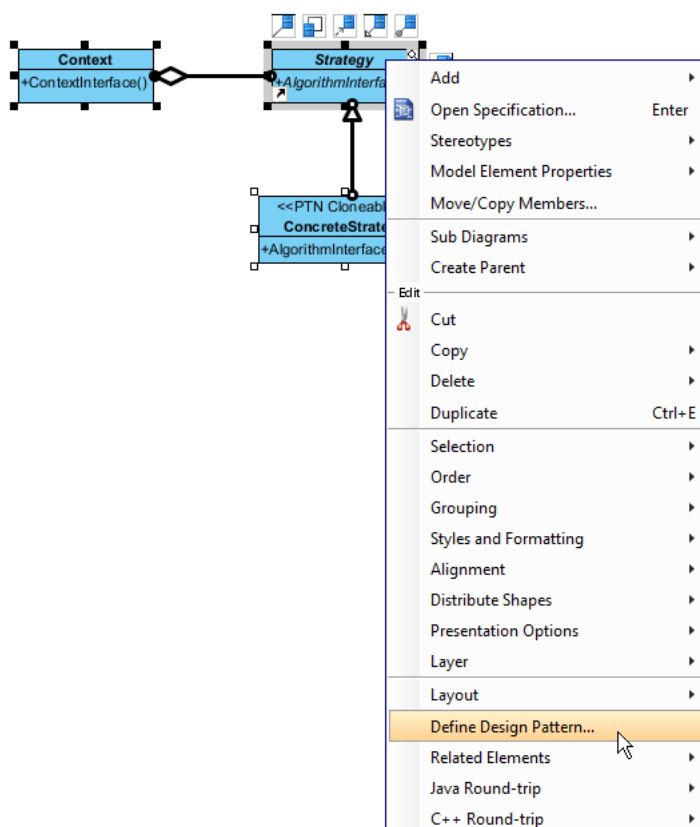 Context
+ContextInterface()
Strategy
+AlgorithmInterfa
<<PTN Cloneabl
ConcreteStrate
+AlgorithmInterface
Add
Open Specification... Enter
Stereotypes
Model Element Properties
Move/Copy Members...
Sub Diagrams
Create Parent
Edit
Cut
Copy
Delete
Duplicate Ctrl+E
Selection
Order
Grouping
Styles and Formatting
Alignment
Distribute Shapes
Presentation Options
Layer
Layout
Define Design Pattern...
Related Elements
Java Round-trip
C++ Round-trip